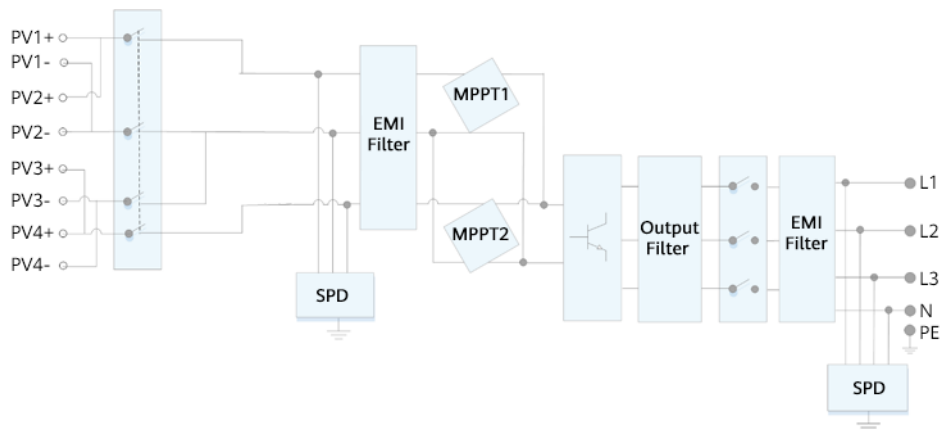 PV1+
PV1-
PV2+
PV2-
PV3+
PV3-
PV4+
PV4-
EMI
Filter
SPD
MPPT1
MPPT2
Output
Filter
EMI
Filter
L1
L2
L3
N
PE
SPD